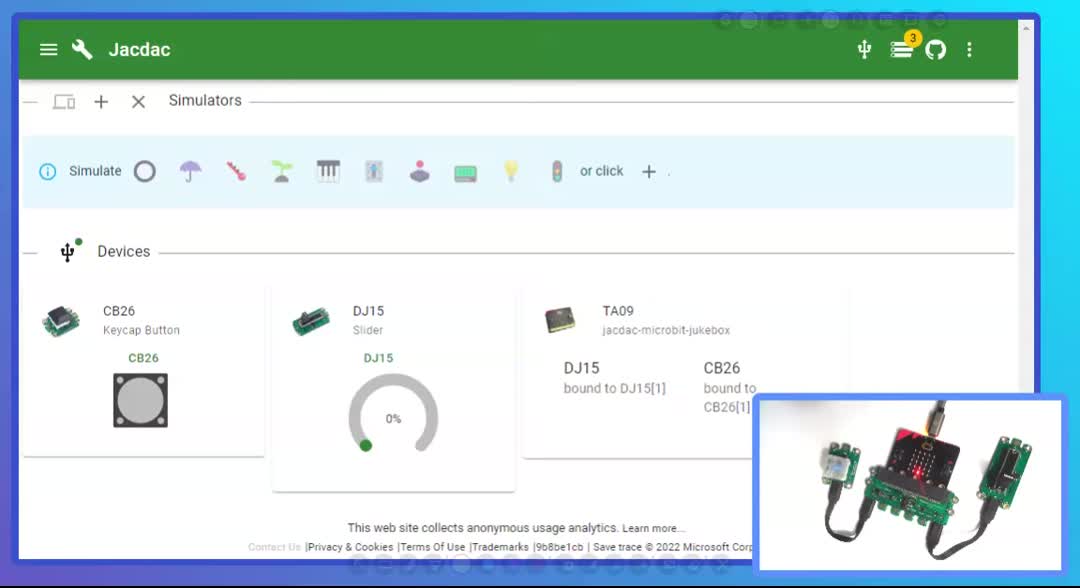 Jacdac
3
Simulators
Simulate
or click
Devices
CB26
Keycap Button
CB26
DJ15
Slider
DJ15
0%
TA09
jacdac-microbit-jukebox
DJ15
bound to DJ15[1]
CB26
bound to
CB26[1]
This web site collects anonymous usage analytics. Learn more...
Contact Us |Privacy & Cookies |Terms Of Use |Trademarks |9b8be1cb | Save trace © 2022 Microsoft Corp